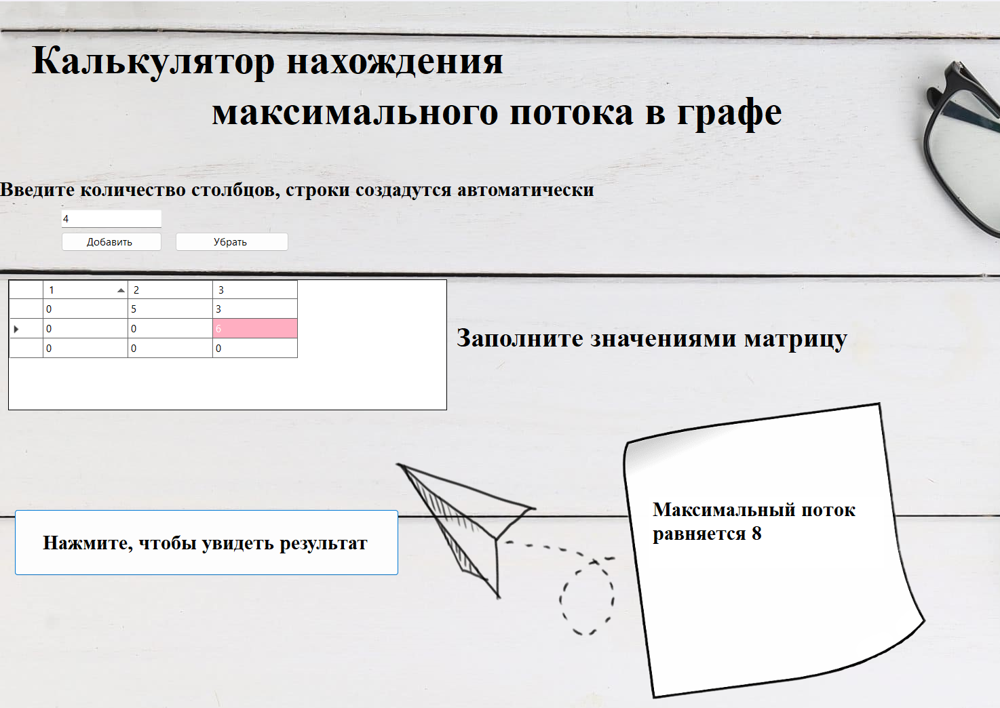 Калькулятор нахождения
максимального потока в графе
Введите количество столбцов, строки создадутся автоматически
4
Добавить Убрать
1 2 3
0 5 3
0 0 6
0 0 0
Заполните значениями матрицу
Максимальный поток
равняется 8
Нажмите, чтобы увидеть результат